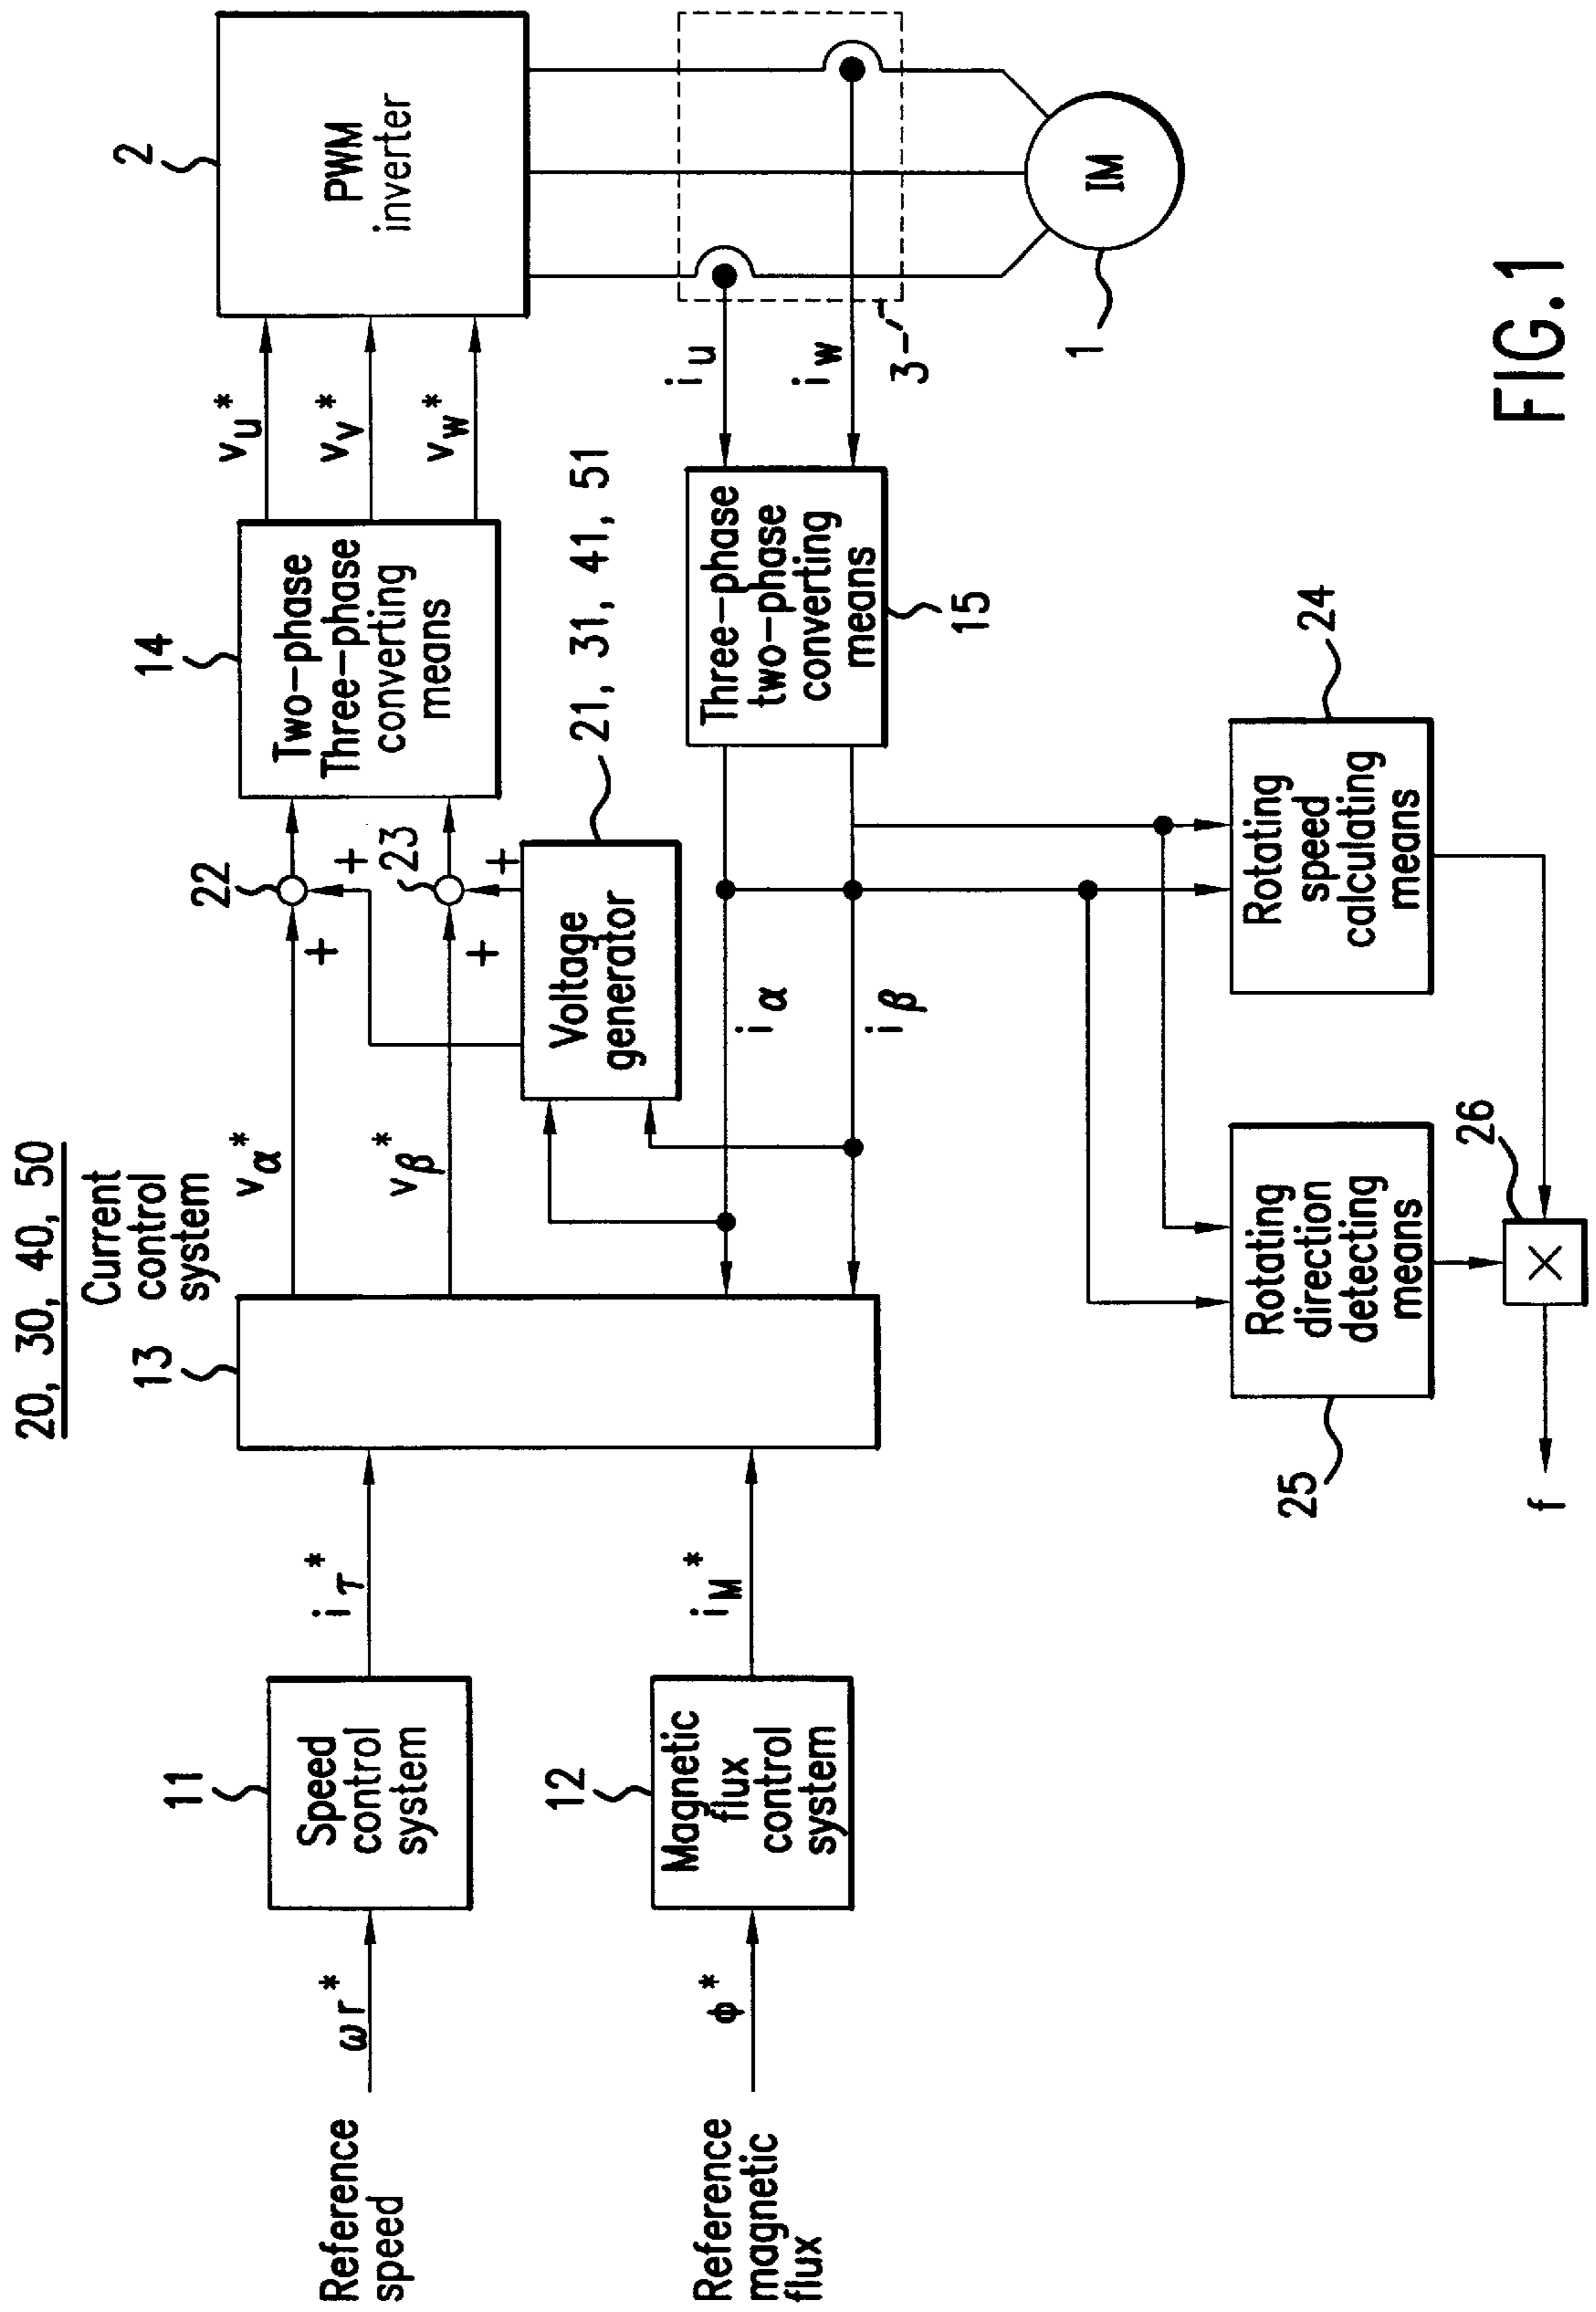 20, 30, 40, 50
Current
control
system
Reference
speed
ωr*
11
Speed
control
system
iτ*
Reference
magnetic
flux
φ*
12
Magnetic
flux
control
system
iM*
13
vα*
vβ*
22
+
+
23
+
+
Voltage
generator
21, 31, 41, 51
14
Two-phase
Three-phase
converting
means
vu*
vv*
vw*
2
PWM
inverter
iα
iβ
Three-phase
two-phase
converting
means
15
iu
iw
3
IM
1
25
Rotating
direction
detecting
means
Rotating
speed
calculating
means
24
26
×
f
FIG.1